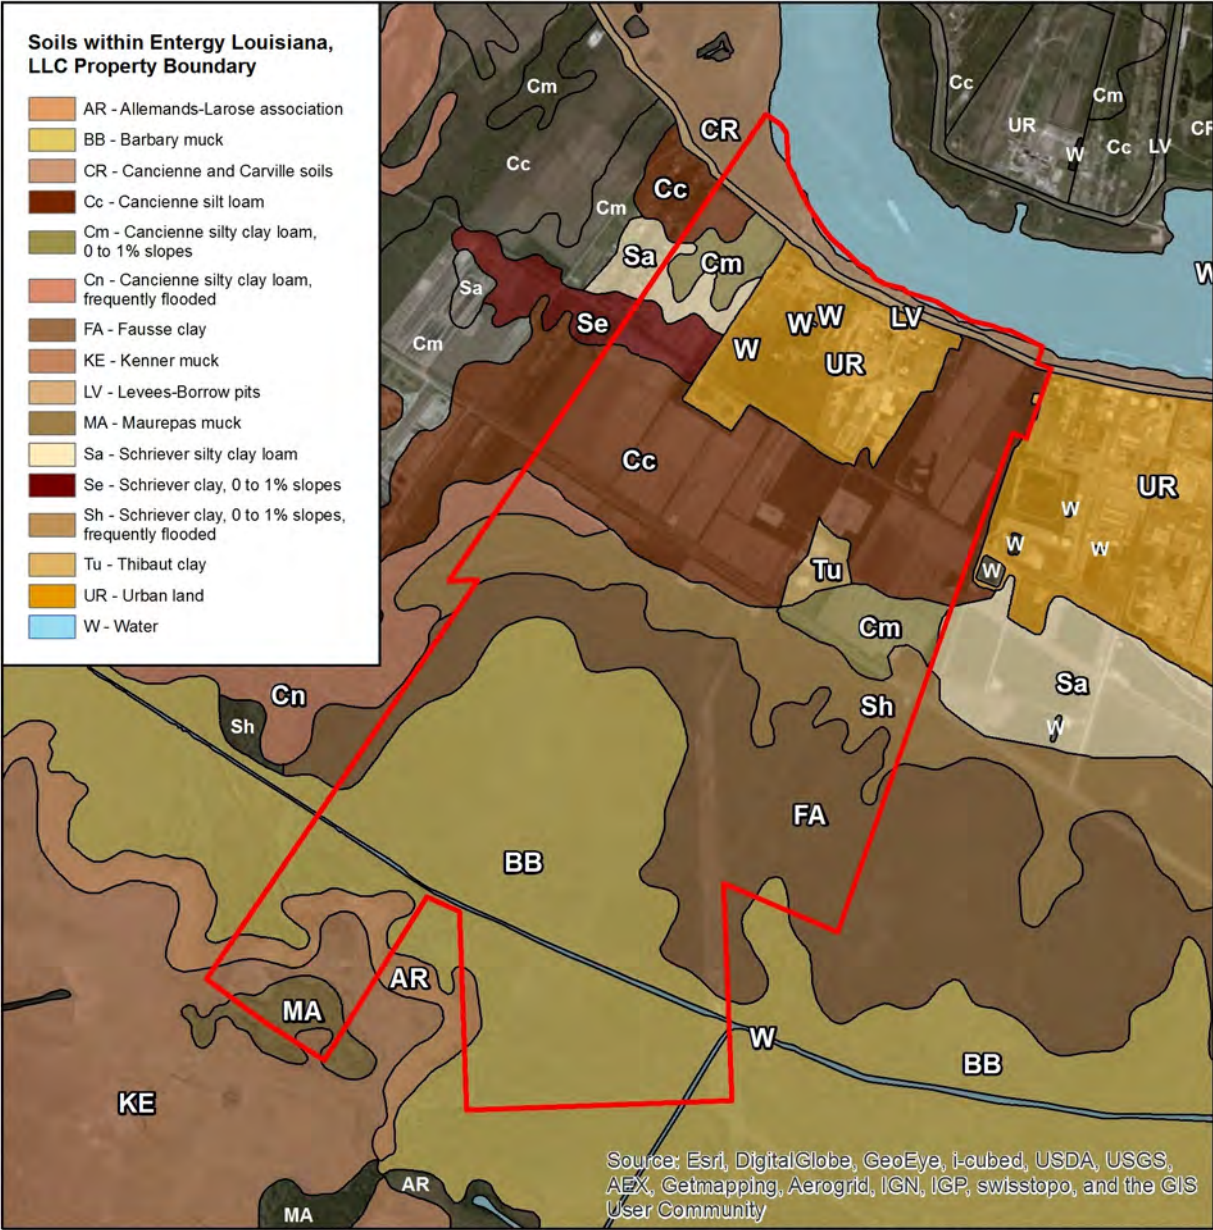 Soils within Entergy Louisiana,
LLC Property Boundary
AR - Allemands-Larose association
BB - Barbary muck
CR - Cancienne and Carville soils
Cc - Cancienne silt loam
Cm - Cancienne silty clay loam,
0 to 1% slopes
Cn - Cancienne silty clay loam,
frequently flooded
FA - Fausse clay
KE - Kenner muck
LV - Levees-Borrow pits
MA - Maurepas muck
Sa - Schriever silty clay loam
Se - Schriever clay, 0 to 1% slopes
Sh - Schriever clay, 0 to 1% slopes,
frequently flooded
Tu - Thibaut clay
UR - Urban land
W - Water
Cm
Cc
Cm
UR
CR
CR
W
Cc
LV
Cc
Cc
Cm
Sa
Cm
W
Sa
LV
Se
W
W
Cm
W
UR
Cc
UR
W
W
W
Tu
W
Cm
Sa
Cn
Sh
Sh
W
FA
BB
AR
MA
W
BB
KE
AR
MA
Source: Esri, DigitalGlobe, GeoEye, i-cubed, USDA, USGS,
AEX, Getmapping, Aerogrid, IGN, IGP, swisstopo, and the GIS
User Community